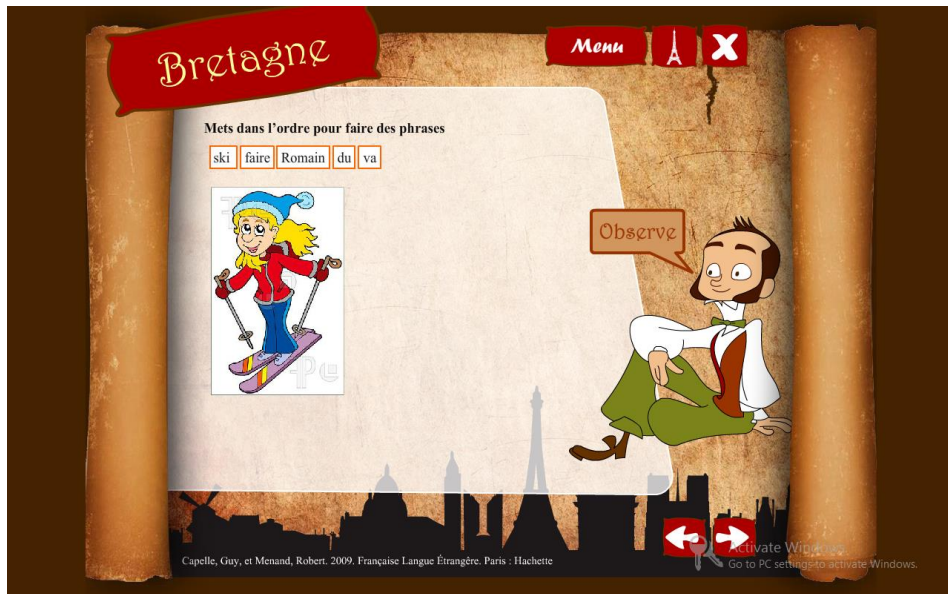 Bretagne
Menu
X
Mets dans l'ordre pour faire des phrases
ski faire Romain du va
Observe
Capelle, Guy, et Menand, Robert. 2009. Française Langue Étrangêre. Paris : Hachette
Activate Windows
Go to PC settings to activate Windows.